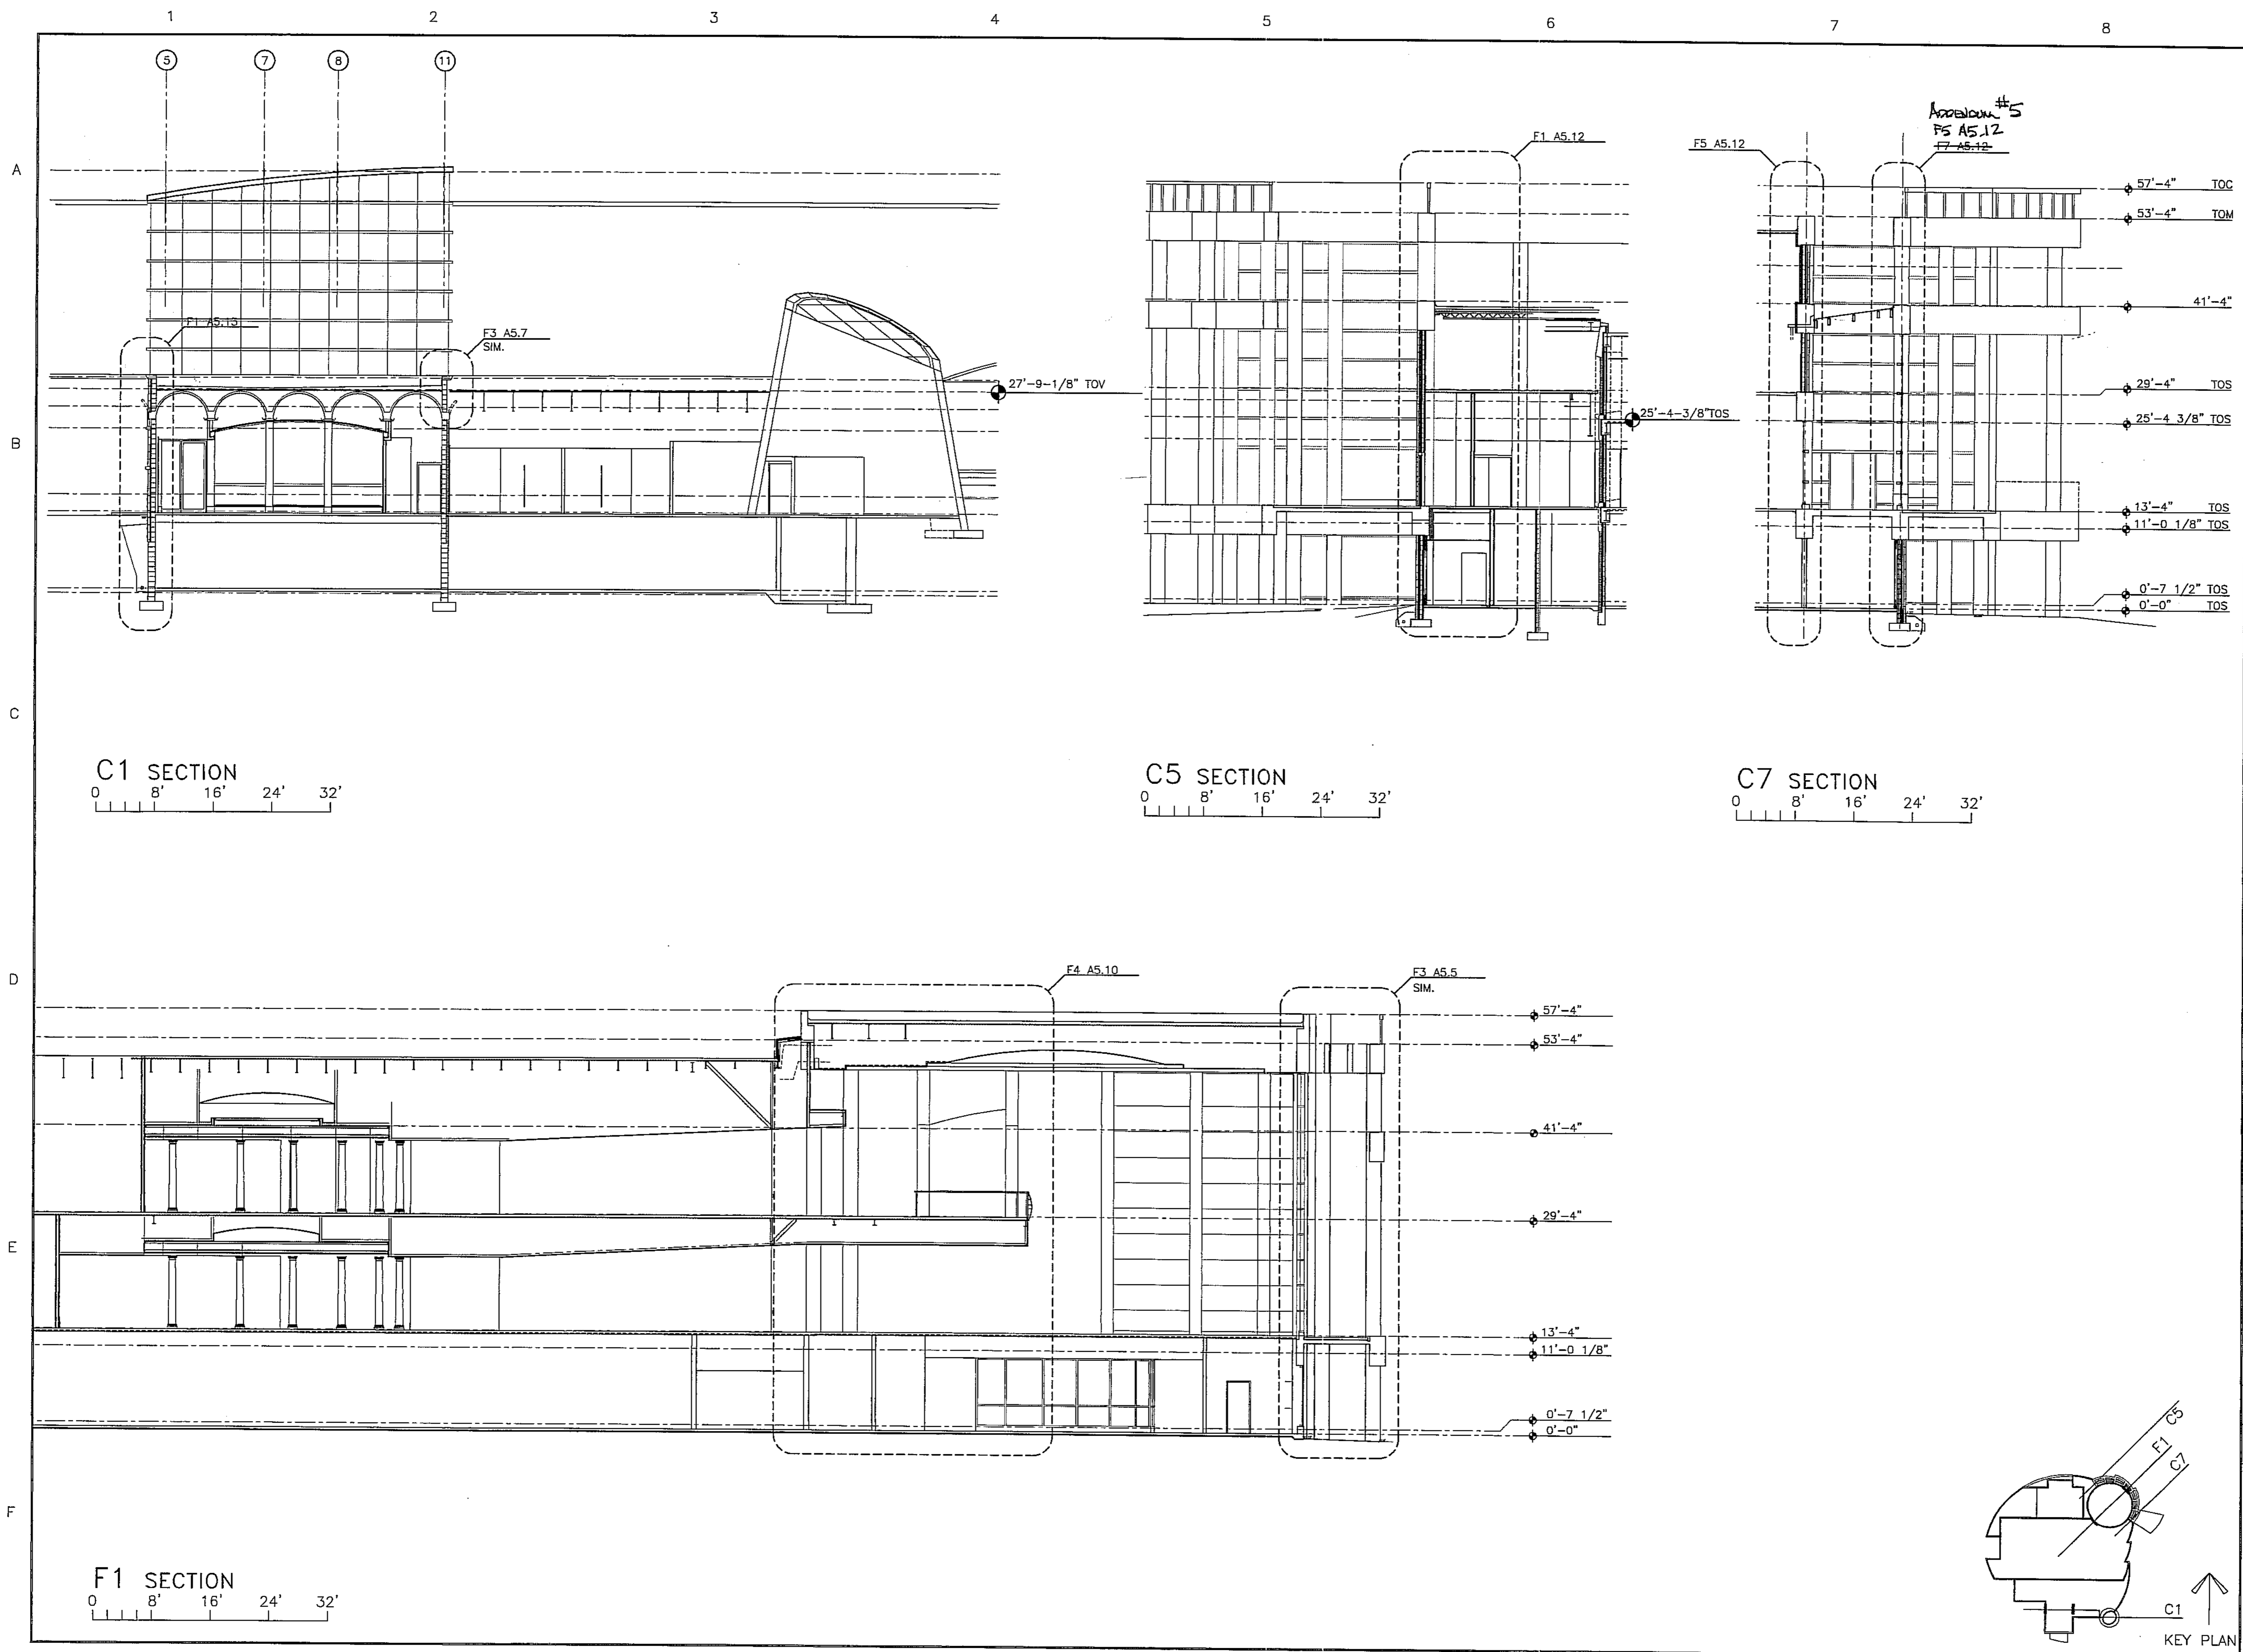 1 2 3 4 5 6 7 8
A
B
C
D
E
F
5 7 8 11
F1 A5.13
F3 A5.7
SIM.
27'-9-1/8" TOV
F1 A5.12
25'-4-3/8"TOS
F5 A5.12
ADDENDUM #5
F5 A5.12
F7 A5.12
57'-4" TOC
53'-4" TOM
41'-4"
29'-4" TOS
25'-4 3/8" TOS
13'-4" TOS
11'-0 1/8" TOS
0'-7 1/2" TOS
0'-0" TOS
C1 SECTION
0 8' 16' 24' 32'
C5 SECTION
0 8' 16' 24' 32'
C7 SECTION
0 8' 16' 24' 32'
F4 A5.10
F3 A5.5
SIM.
57'-4"
53'-4"
41'-4"
29'-4"
13'-4"
11'-0 1/8"
0'-7 1/2"
0'-0"
F1 SECTION
0 8' 16' 24' 32'
C5
F1
C7
C1
KEY PLAN